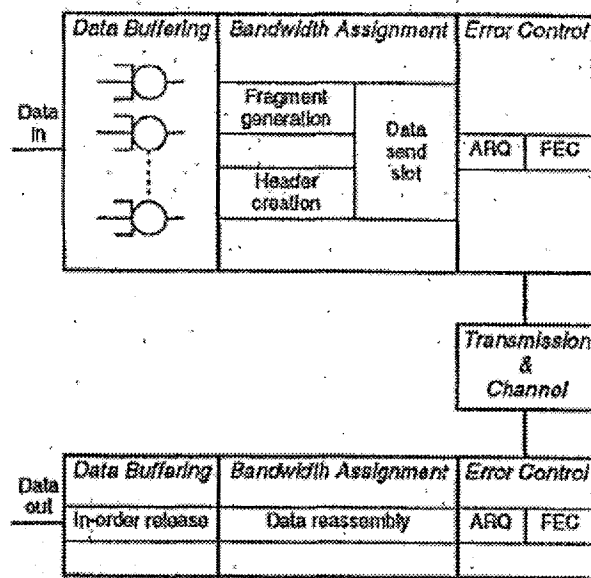 Data Buffering
Bandwidth Assignment
Error Control
Data
in
Fragment
generation
Header
creation
Data
send
slot
ARQ
FEC
Transmission
&
Channel
Data Buffering
Bandwidth Assignment
Error Control
Data
out
In-order release
Data reassembly
ARQ
FEC